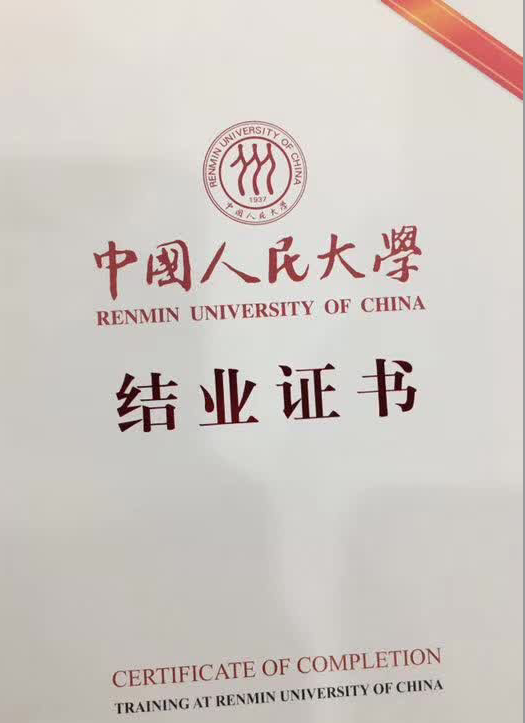 RENMIN UNIVERSITY OF CHINA
1937
中国人民大学
中國人民大學
RENMIN UNIVERSITY OF CHINA
结业证书
CERTIFICATE OF COMPLETION
TRAINING AT RENMIN UNIVERSITY OF CHINA